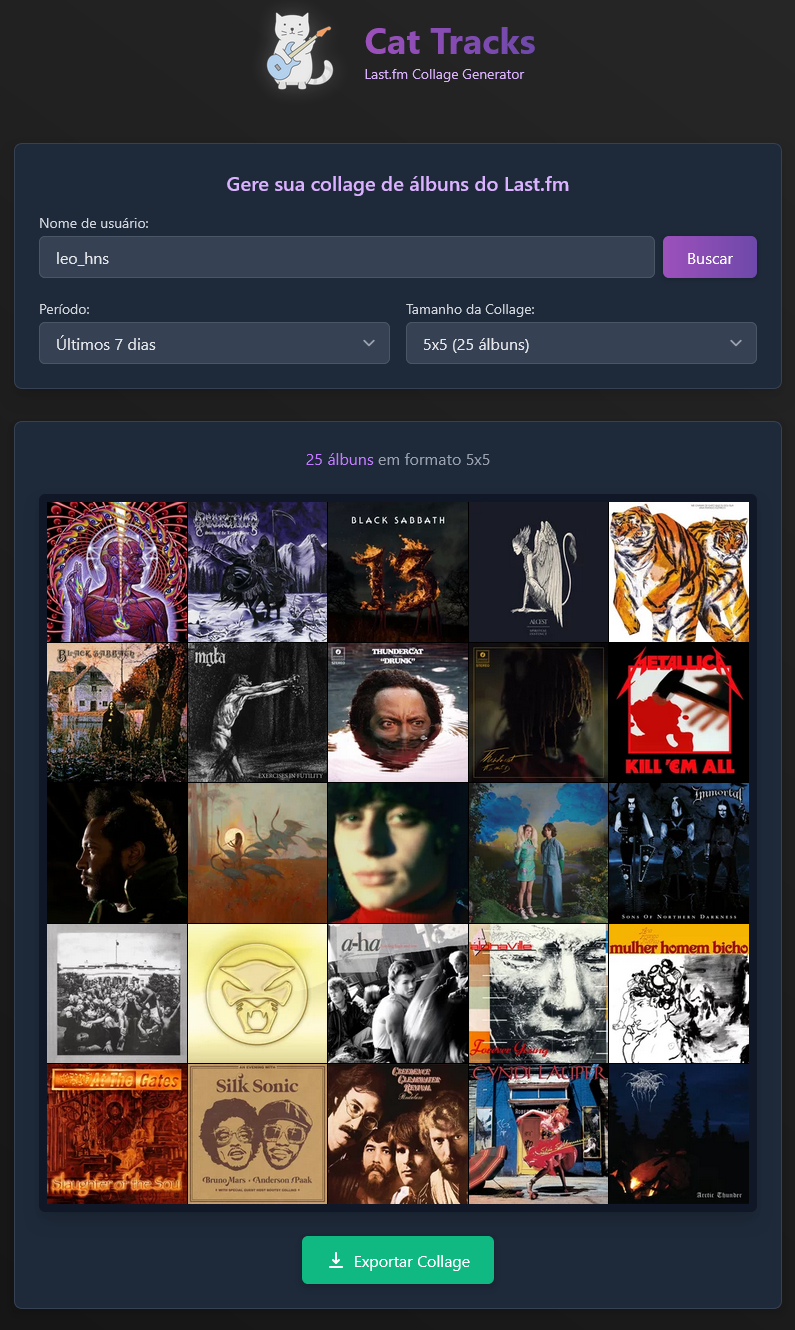 Cat Tracks
Last.fm Collage Generator
Gere sua collage de álbuns do Last.fm
Nome de usuário:
leo_hns
Buscar
Período:
Tamanho da Collage:
Últimos 7 dias
5x5 (25 álbuns)
25 álbuns em formato 5x5
BLACK SABBATH
13
ALCEST
BLACK SABBATH
mgła
EXERCISES IN FUTILITY
THUNDERCAT
"DRUNK"
METALLICA
KILL 'EM ALL
Immortal
SONS OF NORTHERN DARKNESS
a-ha
alphaville
Forever Young
mulher homem bicho
At The Gates
Slaughter of the Soul
AN EVENING WITH
Silk Sonic
Bruno Mars + Anderson .Paak
CREEDENCE
CLEARWATER
REVIVAL
CYNDI LAUPER
Arctic Thunder
Exportar Collage